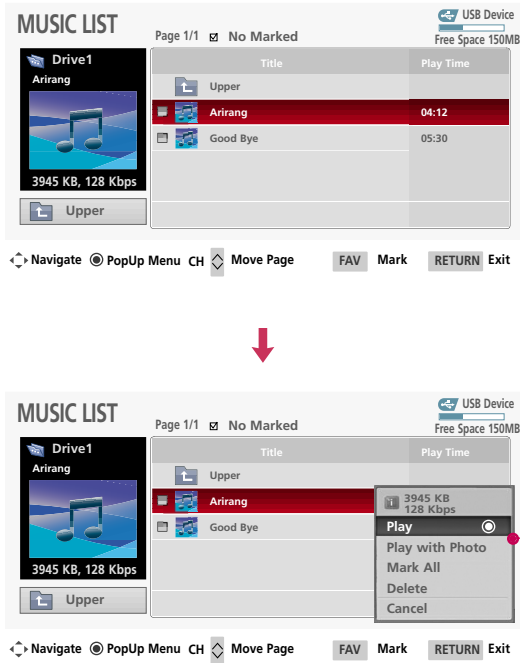 MUSIC LIST
Page 1/1 No Marked
USB Device
Free Space 150MB
Drive1
Arirang
3945 KB, 128 Kbps
Upper
Title Play Time
Upper
Arirang 04:12
Good Bye 05:30
Navigate PopUp Menu CH Move Page FAV Mark RETURN Exit
MUSIC LIST
Page 1/1 No Marked
USB Device
Free Space 150MB
Drive1
Arirang
3945 KB, 128 Kbps
Upper
Title Play Time
Upper
Arirang
Good Bye
i 3945 KB
128 Kbps
Play
Play with Photo
Mark All
Delete
Cancel
Navigate PopUp Menu CH Move Page FAV Mark RETURN Exit